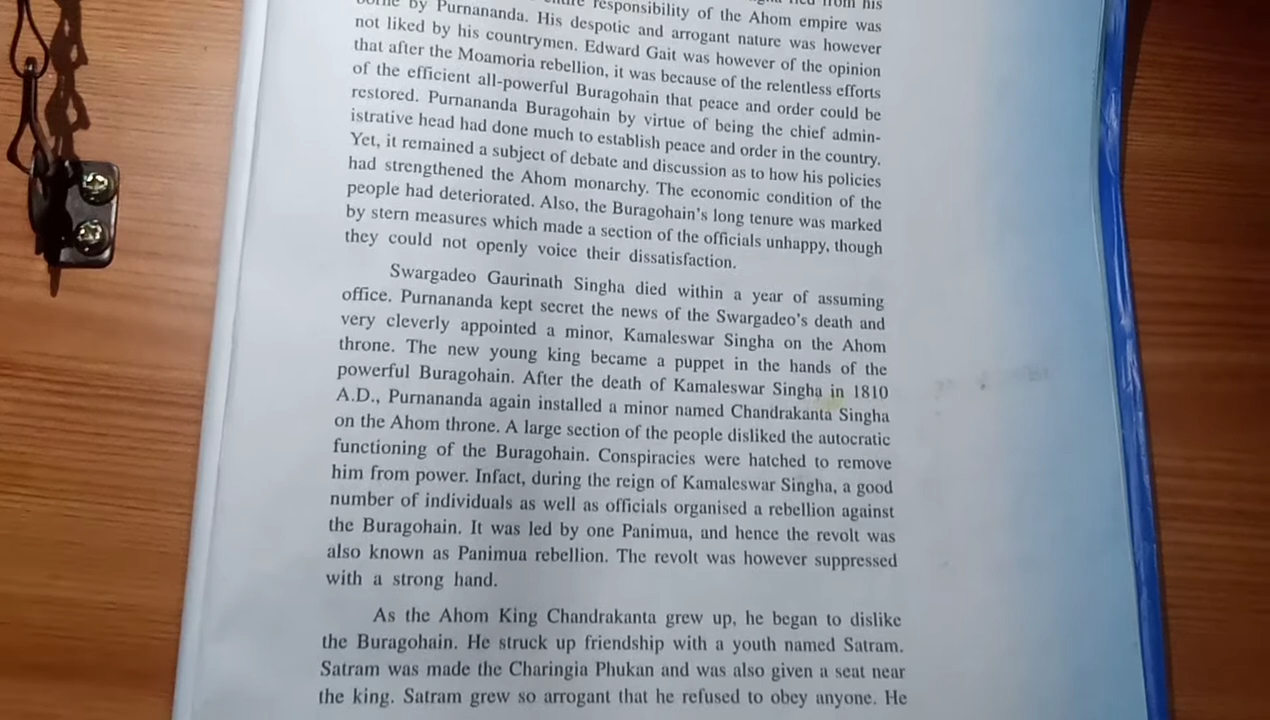 responsibility of the Ahom empire was
by Purnananda. His despotic and arrogant nature was however
not liked by his countrymen. Edward Gait was however of the opinion
that after the Moamoria rebellion, it was because of the relentless efforts
of the efficient all-powerful Buragohain that peace and order could be
restored. Purnananda Buragohain by virtue of being the chief admin-
istrative head had done much to establish peace and order in the country.
Yet, it remained a subject of debate and discussion as to how his policies
had strengthened the Ahom monarchy. The economic condition of the
people had deteriorated. Also, the Buragohain's long tenure was marked
by stern measures which made a section of the officials unhappy, though
they could not openly voice their dissatisfaction.
Swargadeo Gaurinath Singha died within a year of assuming
office. Purnananda kept secret the news of the Swargadeo's death and
very cleverly appointed a minor, Kamaleswar Singha on the Ahom
throne. The new young king became a puppet in the hands of the
powerful Buragohain. After the death of Kamaleswar Singha in 1810
A.D., Purnananda again installed a minor named Chandrakanta Singha
on the Ahom throne. A large section of the people disliked the autocratic
functioning of the Buragohain. Conspiracies were hatched to remove
him from power. Infact, during the reign of Kamaleswar Singha, a good
number of individuals as well as officials organised a rebellion against
the Buragohain. It was led by one Panimua, and hence the revolt was
also known as Panimua rebellion. The revolt was however suppressed
with a strong hand.
As the Ahom King Chandrakanta grew up, he began to dislike
the Buragohain. He struck up friendship with a youth named Satram.
Satram was made the Charingia Phukan and was also given a seat near
the king. Satram grew so arrogant that he refused to obey anyone. He